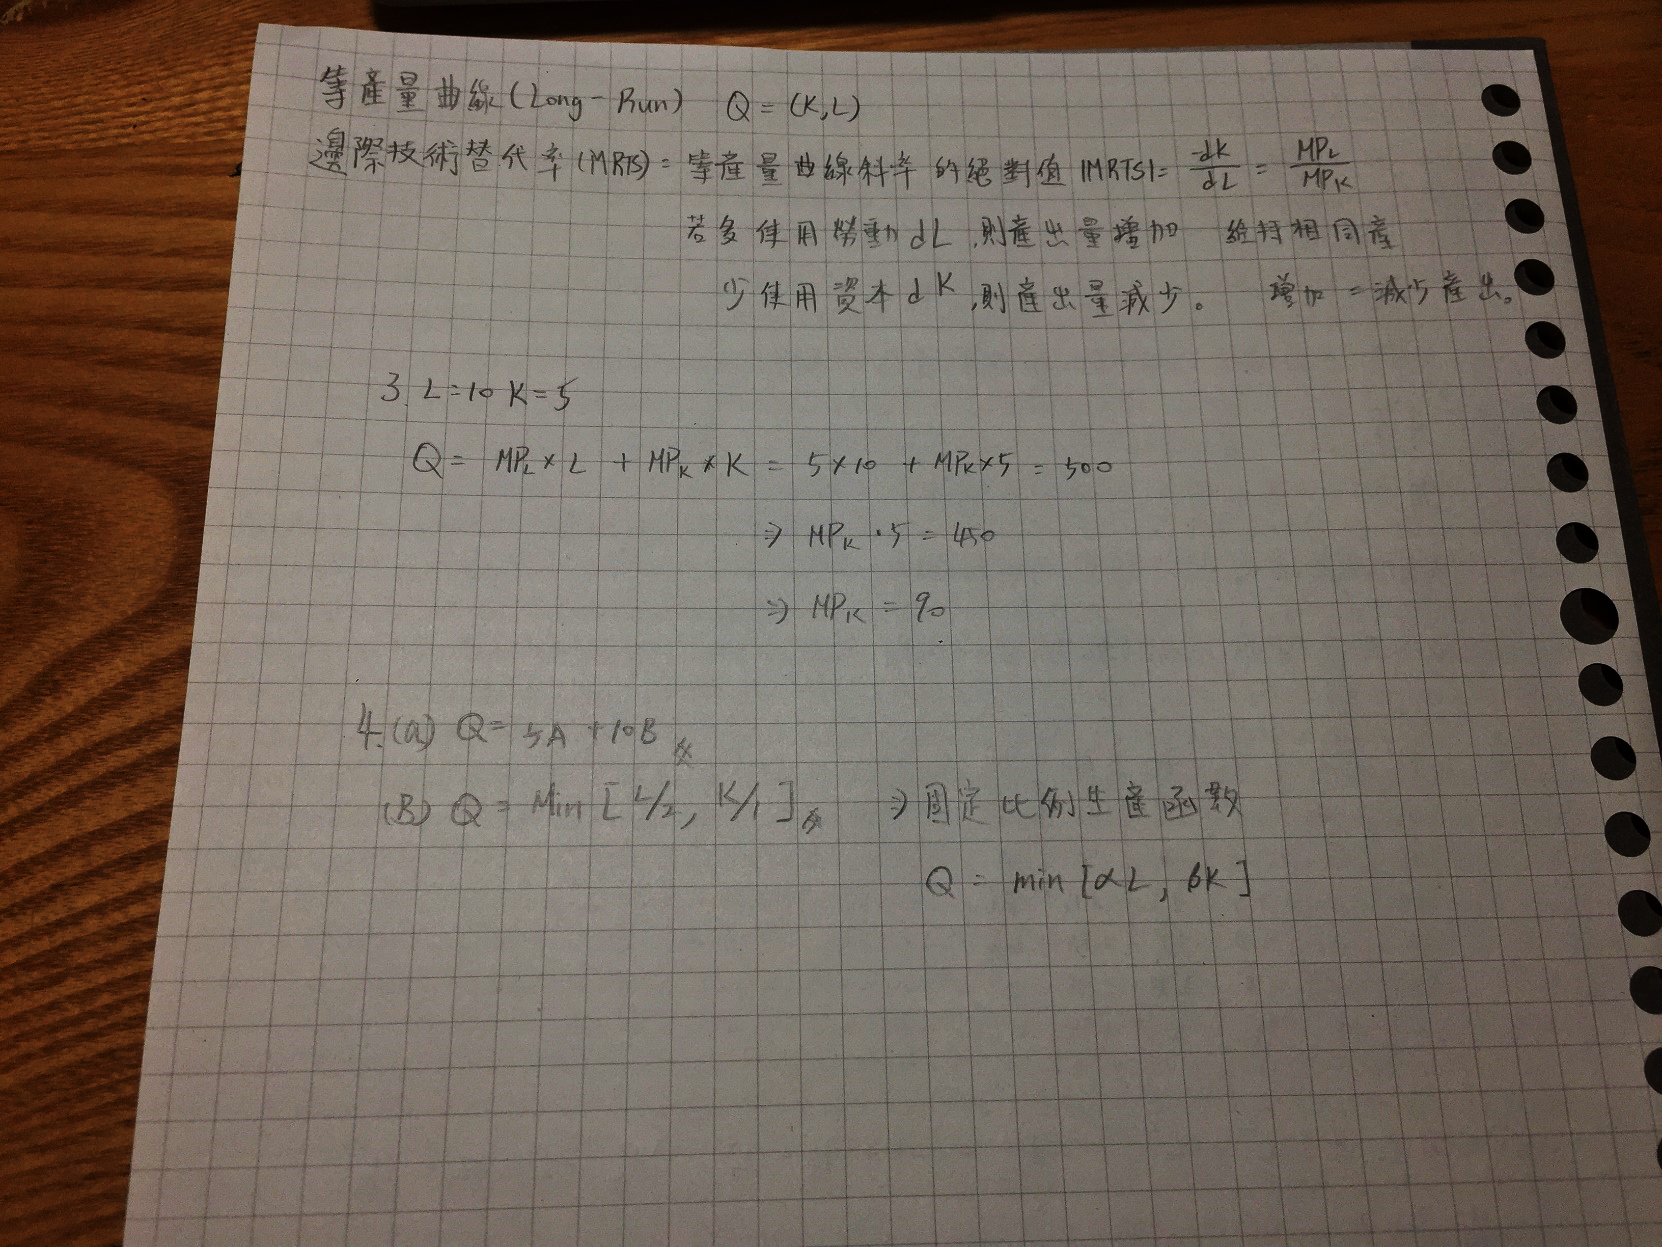 等產量曲線(Long-Run) Q=(K,L)
邊際技術替代率(MRTS)=等產量曲線斜率的絕對值 |MRTS|= -dK/dL = MPL/MPK
若多使用勞動dL,則產出量增加 維持相同產
少使用資本dK,則產出量減少。 增加=減少產出。
3. L=10 K=5
Q= MPL×L + MPK×K = 5×10 + MPK×5 = 500
⇒ MPK·5 = 450
⇒ MPK = 90
4.(a) Q= 5A +10B
(B) Q = Min [L/2, K/1] ⇒固定比例生產函數
Q = min [αL, βK]